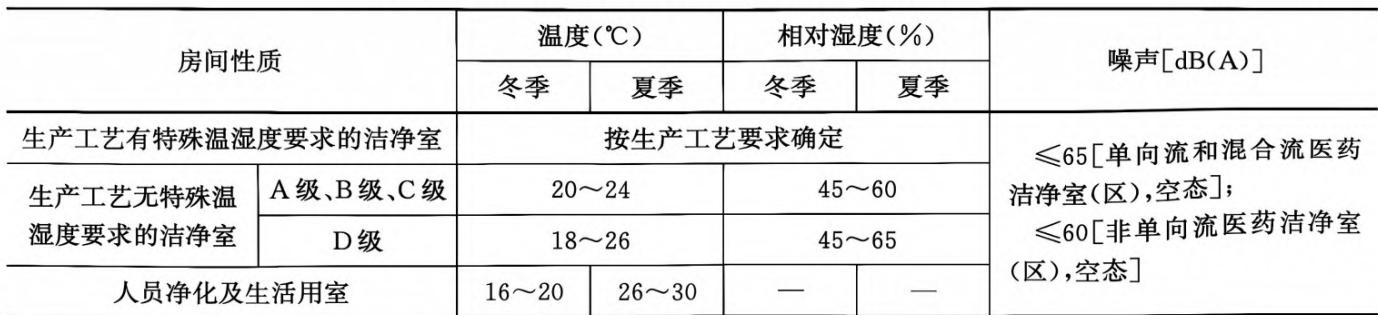 房间性质 温度(℃) 相对湿度(%) 噪声[dB(A)]
冬季 夏季 冬季 夏季
生产工艺有特殊温湿度要求的洁净室 按生产工艺要求确定
生产工艺无特殊温
湿度要求的洁净室
A级、B级、C级 20～24 45～60
D级 18～26 45～65
人员净化及生活用室 16～20 26～30 — —
≤65[单向流和混合流医药
洁净室(区),空态];
≤60[非单向流医药洁净室
(区),空态]